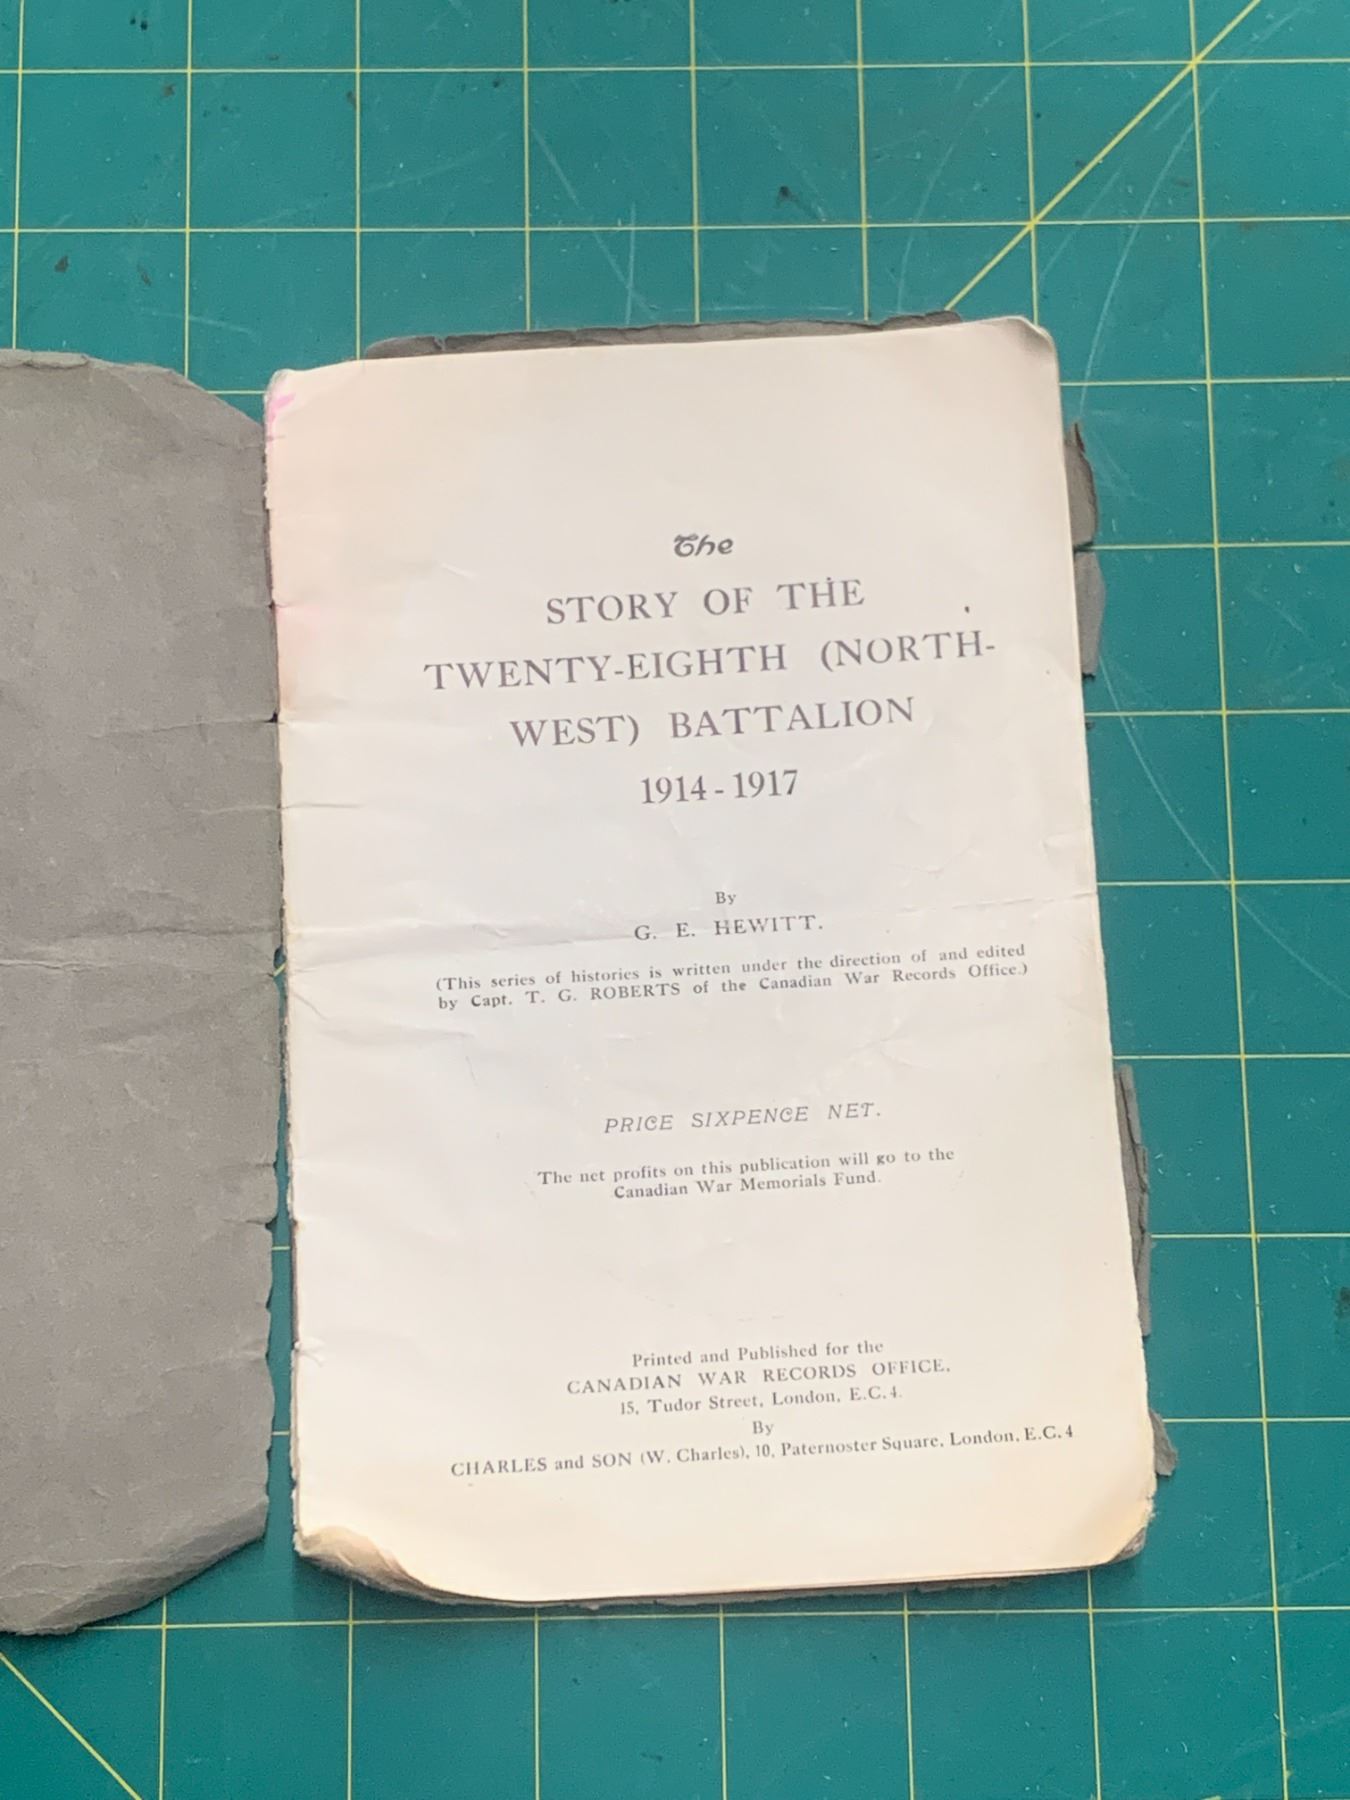 The
STORY OF THE
TWENTY-EIGHTH (NORTH-
WEST) BATTALION
1914-1917
By
G. E. HEWITT.
(This series of histories is written under the direction of and edited
by Capt. T. G. ROBERTS of the Canadian War Records Office.)
PRICE SIXPENCE NET.
The net profits on this publication will go to the
Canadian War Memorials Fund.
Printed and Published for the
CANADIAN WAR RECORDS OFFICE,
15, Tudor Street, London, E.C.4.
By
CHARLES and SON (W. Charles), 10, Paternoster Square, London, E.C.4